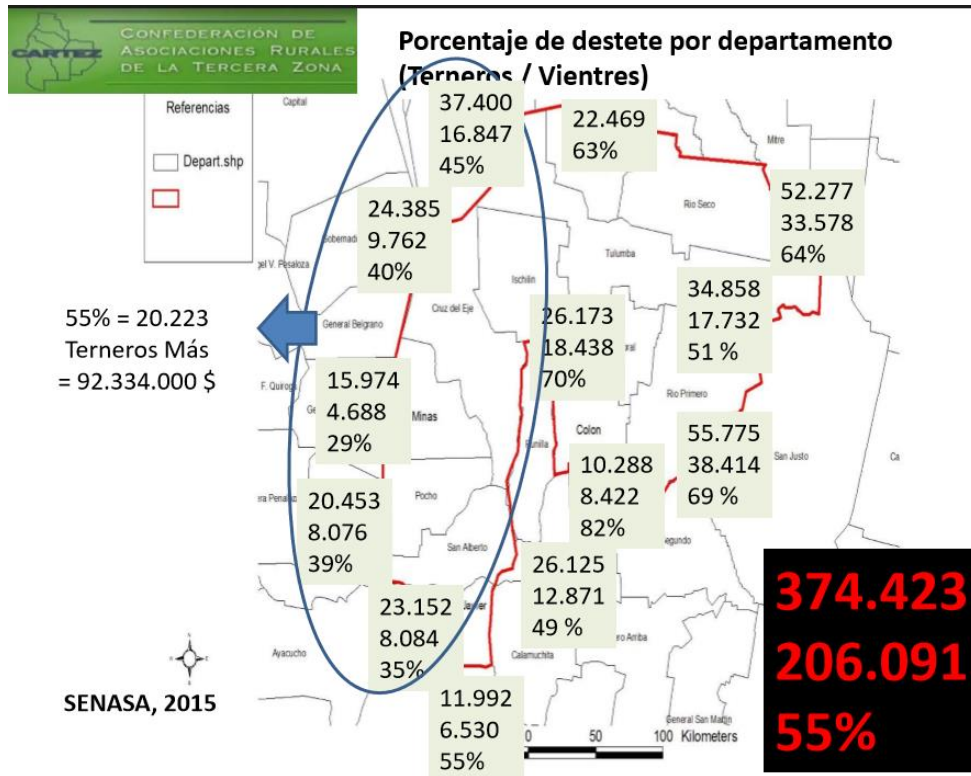 CARTEZ
CONFEDERACIÓN DE
ASOCIACIONES RURALES
DE LA TERCERA ZONA
Porcentaje de destete por departamento
(Terneros / Vientres)
Referencias
Depart.shp
Capital
37.400
16.847
45%
22.469
63%
Mitre
Rio Seco
52.277
33.578
64%
24.385
9.762
40%
Tulumba
Ischilin
34.858
17.732
51 %
55% = 20.223
Terneros Más
= 92.334.000 $
General Belgrano
Cruz del Eje
26.173
18.438
70%
F. Quiroga
15.974
4.688
29%
Minas
Rio Primero
Colon
55.775
38.414
69 %
San Justo
Ca
10.288
8.422
82%
20.453
8.076
39%
Pocho
San Alberto
26.125
12.871
49 %
23.152
8.084
35%
Ayacucho
Calamuchita
SENASA, 2015
11.992
6.530
55%
General San Martin
0 50 100 Kilometers
374.423
206.091
55%